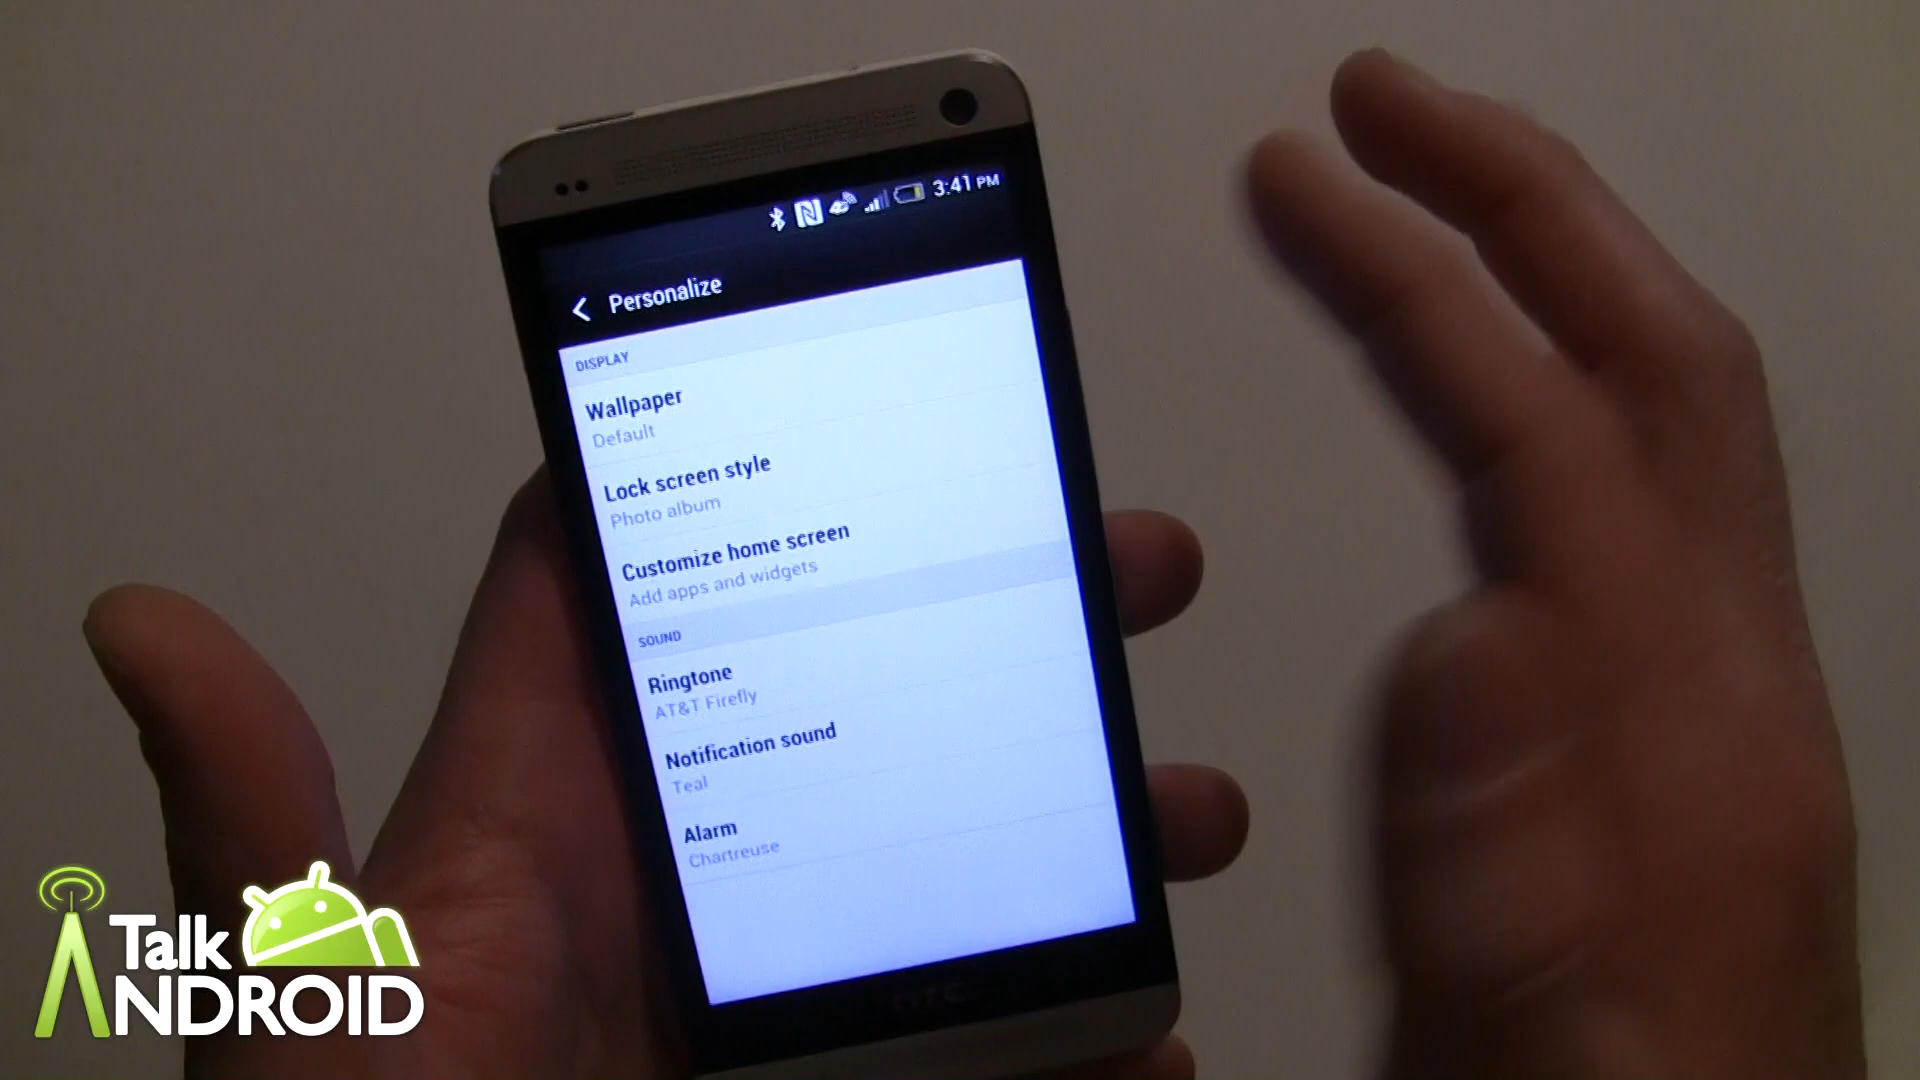 3:41 PM
Personalize
DISPLAY
Wallpaper
Default
Lock screen style
Photo album
Customize home screen
Add apps and widgets
SOUND
Ringtone
AT&T Firefly
Notification sound
Teal
Alarm
Chartreuse
hTC
Talk
ANDROID